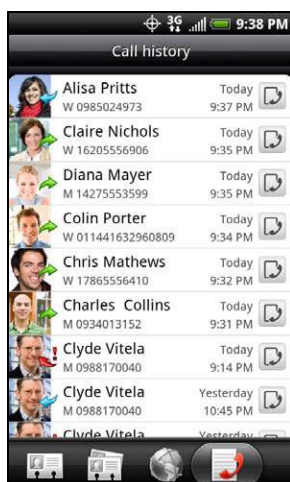 3G 9:38 PM
Call history
Alisa Pritts Today
W 0985024973 9:37 PM
Claire Nichols Today
W 16205556906 9:35 PM
Diana Mayer Today
M 14275553599 9:35 PM
Colin Porter Today
W 011441632960809 9:34 PM
Chris Mathews Today
W 17865556410 9:32 PM
Charles Collins Today
M 0934013152 9:31 PM
Clyde Vitela Today
M 0988170040 9:14 PM
Clyde Vitela Yesterday
M 0988170040 10:45 PM
Clyde Vitela Yesterday